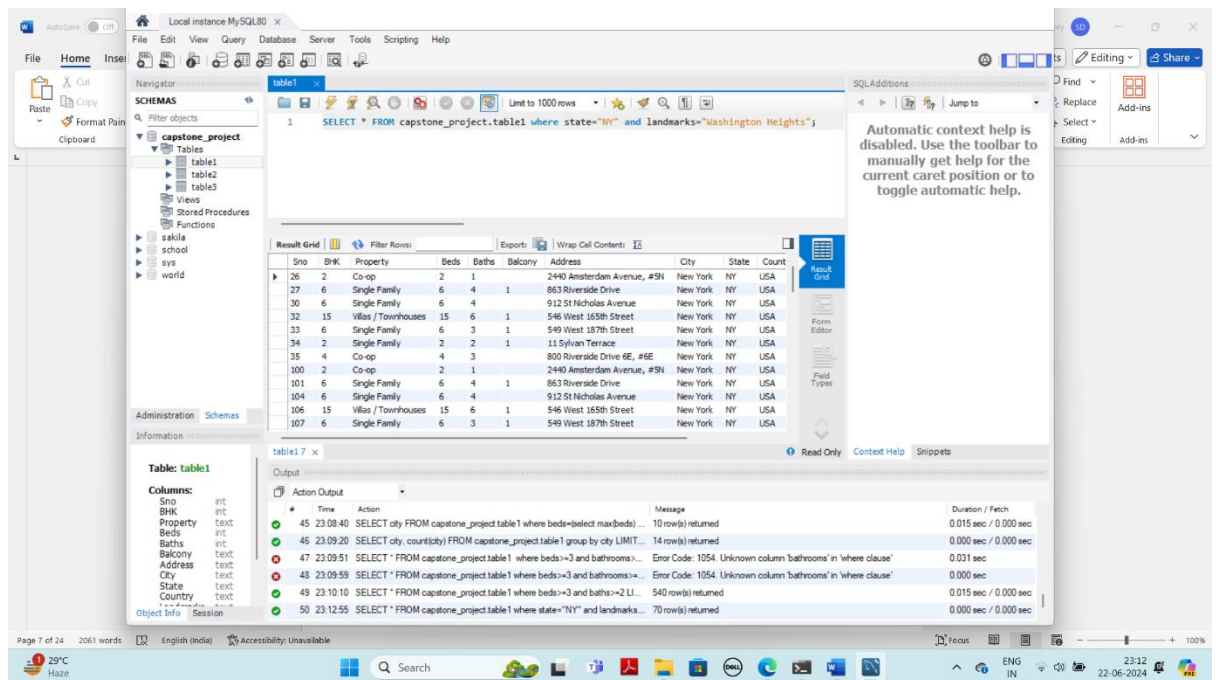 AutoSave Off
Local instance MySQL80
SD
File Edit View Query Database Server Tools Scripting Help
File Home Inser
ts Editing Share
Paste
Cut
Copy
Format Pain
Clipboard
Find
Replace
Select
Editing
Add-ins
Add-ins
Navigator
SCHEMAS
Filter objects
capstone_project
Tables
table1
table2
table3
Views
Stored Procedures
Functions
sakila
school
sys
world
Administration Schemas
Information
Table: table1
Columns:
Sno int
BHK int
Property text
Beds int
Baths int
Balcony text
Address text
City text
State text
Country text
Object Info Session
table1
Limit to 1000 rows
1 SELECT * FROM capstone_project.table1 where state="NY" and landmarks="Washington Heights";
Result Grid Filter Rows: Export: Wrap Cell Content:
Sno BHK Property Beds Baths Balcony Address City State Count
26 2 Co-op 2 1 2440 Amsterdam Avenue, #5N New York NY USA
27 6 Single Family 6 4 1 863 Riverside Drive New York NY USA
30 6 Single Family 6 4 912 St Nicholas Avenue New York NY USA
32 15 Villas / Townhouses 15 6 1 546 West 165th Street New York NY USA
33 6 Single Family 6 3 1 549 West 187th Street New York NY USA
34 2 Single Family 2 2 1 11 Sylvan Terrace New York NY USA
35 4 Co-op 4 3 800 Riverside Drive 6E, #6E New York NY USA
100 2 Co-op 2 1 2440 Amsterdam Avenue, #5N New York NY USA
101 6 Single Family 6 4 1 863 Riverside Drive New York NY USA
104 6 Single Family 6 4 912 St Nicholas Avenue New York NY USA
106 15 Villas / Townhouses 15 6 1 546 West 165th Street New York NY USA
107 6 Single Family 6 3 1 549 West 187th Street New York NY USA
Result Grid
Form Editor
Field Types
table1 7 Read Only
SQLAdditions
Jump to
Automatic context help is
disabled. Use the toolbar to
manually get help for the
current caret position or to
toggle automatic help.
Context Help Snippets
Output
Action Output
# Time Action Message Duration / Fetch
45 23:08:40 SELECT city FROM capstone_project.table1 where beds=(select max(beds) ... 10 row(s) returned 0.015 sec / 0.000 sec
46 23:09:20 SELECT city, count(city) FROM capstone_project.table1 group by city LIMIT... 14 row(s) returned 0.000 sec / 0.000 sec
47 23:09:51 SELECT * FROM capstone_project.table1 where beds>=3 and bathrooms>... Error Code: 1054. Unknown column 'bathrooms' in 'where clause' 0.031 sec
48 23:09:59 SELECT * FROM capstone_project.table1 where beds>=3 and bathrooms>=... Error Code: 1054. Unknown column 'bathrooms' in 'where clause' 0.000 sec
49 23:10:10 SELECT * FROM capstone_project.table1 where beds>=3 and baths>=2 LI... 540 row(s) returned 0.015 sec / 0.000 sec
50 23:12:55 SELECT * FROM capstone_project.table1 where state="NY" and landmarks... 70 row(s) returned 0.000 sec / 0.000 sec
Page 7 of 24 2061 words English (India) Accessibility: Unavailable Focus 100%
1 29°C
Haze
Search
DELL
ENG
IN
23:12
22-06-2024
PRE